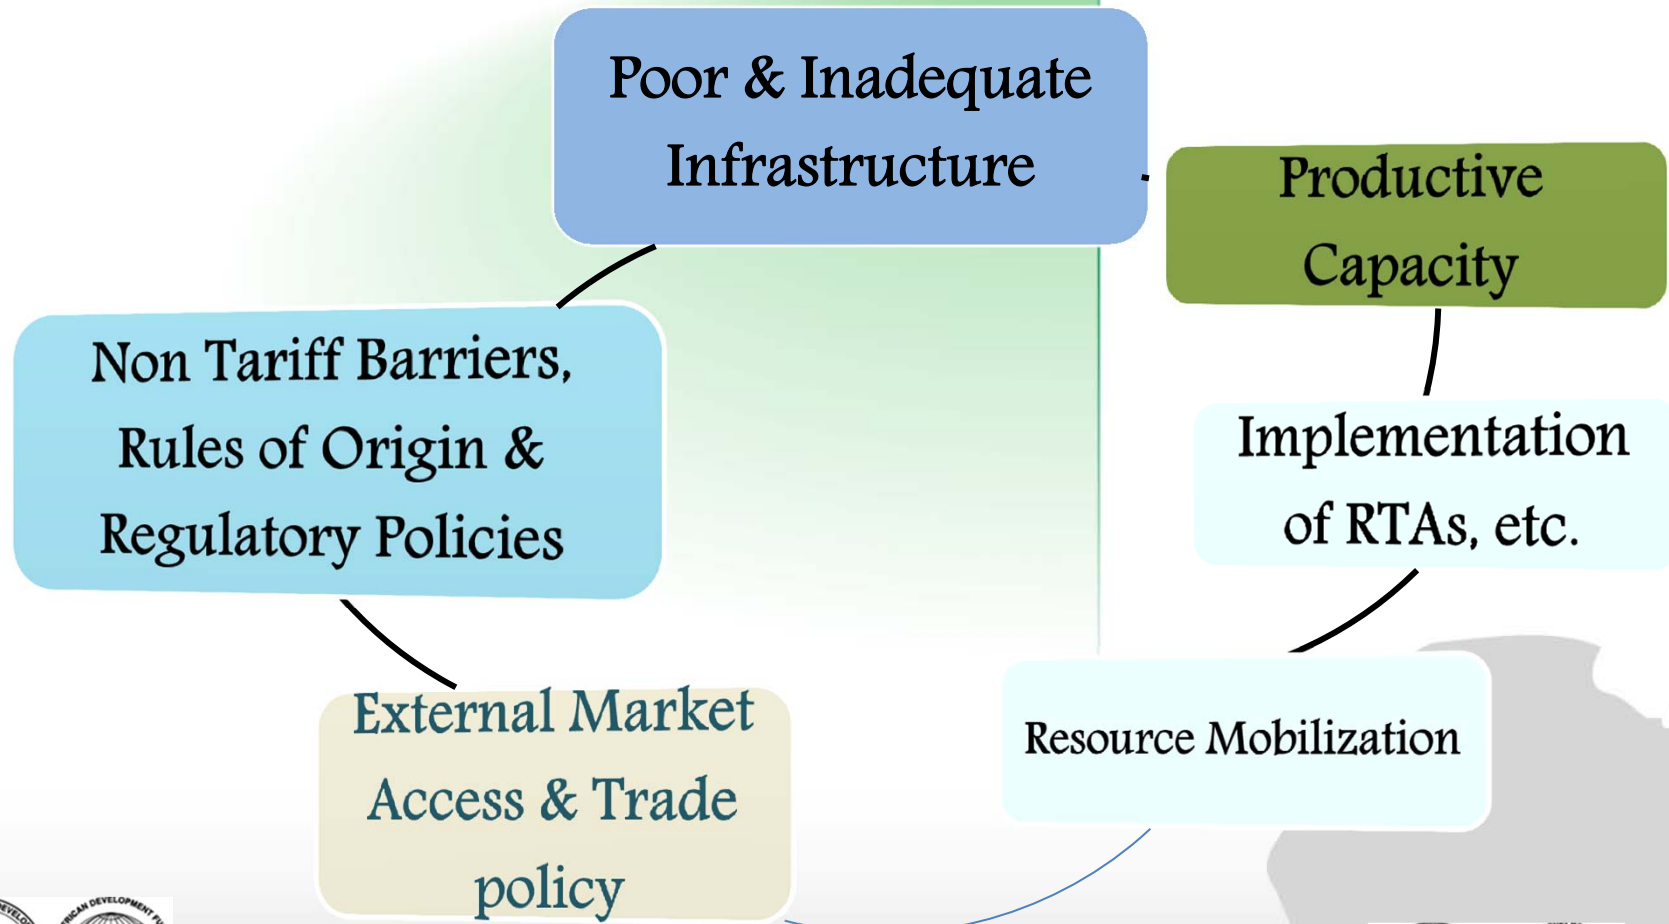 Poor & Inadequate
Infrastructure
Productive
Capacity
Non Tariff Barriers,
Rules of Origin &
Regulatory Policies
Implementation
of RTAs, etc.
External Market
Access & Trade
policy
Resource Mobilization